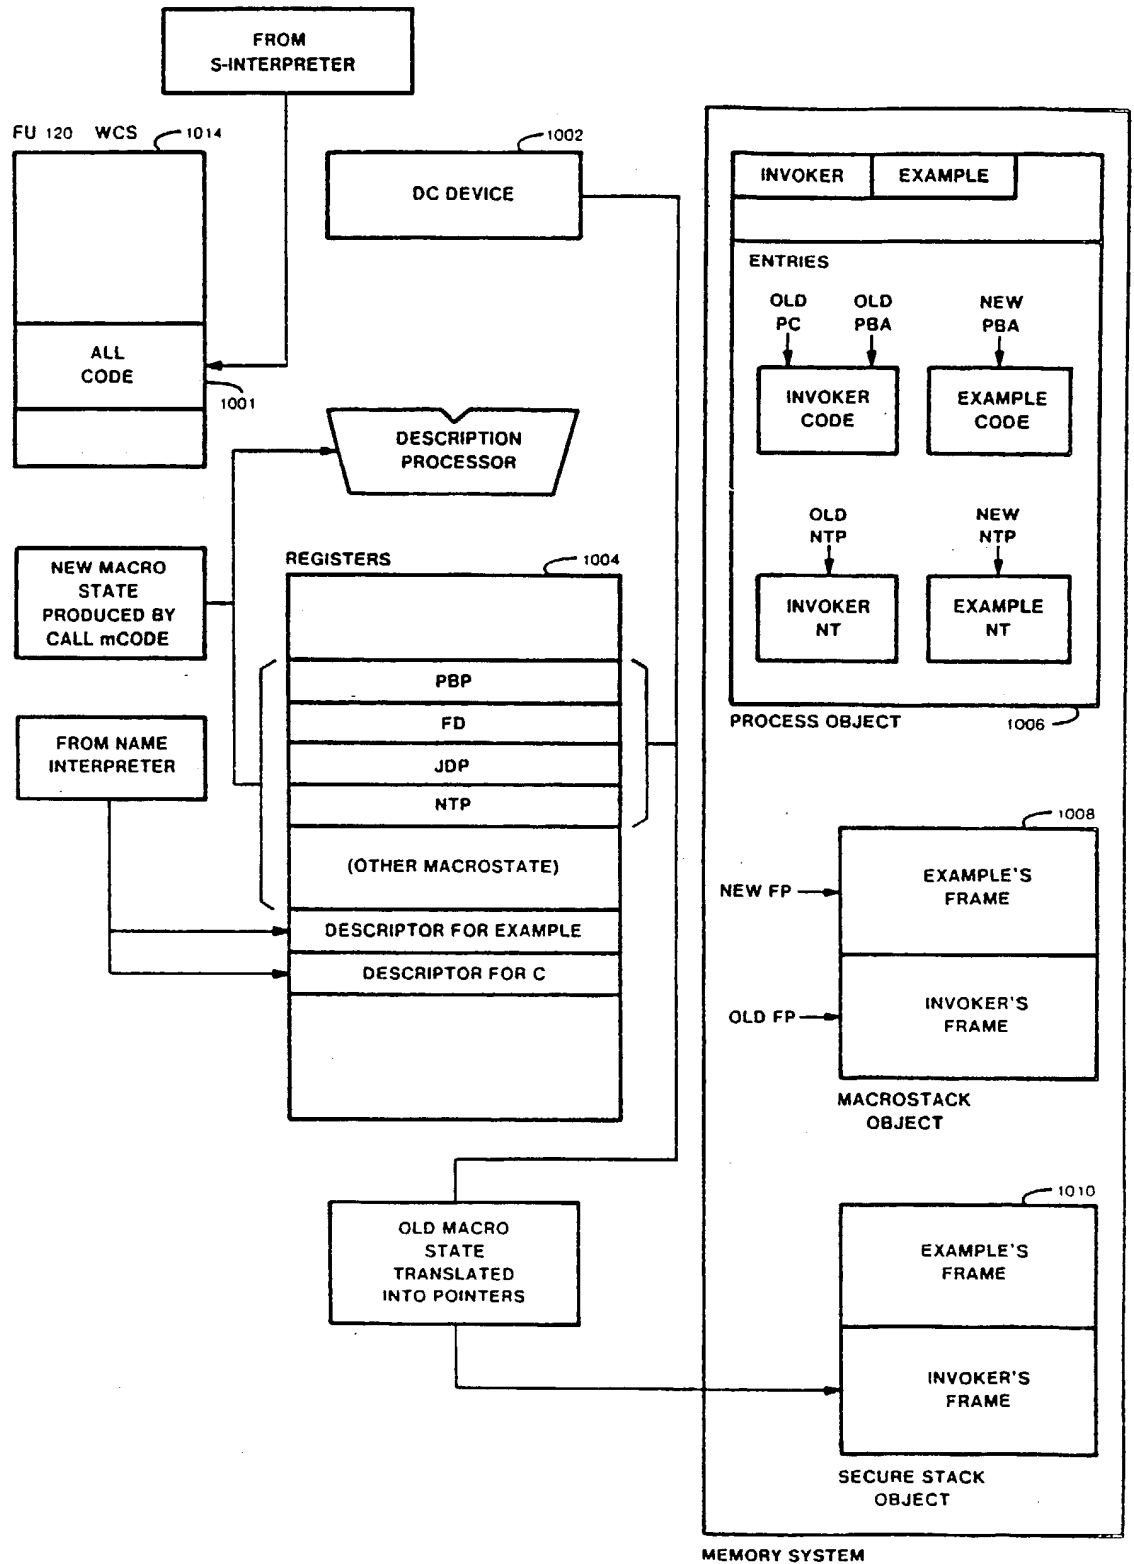 FROM
S-INTERPRETER
FU 120 WCS
1014
1002
DC DEVICE
INVOKER
EXAMPLE
ENTRIES
OLD
PC
OLD
PBA
NEW
PBA
ALL
CODE
1001
INVOKER
CODE
EXAMPLE
CODE
DESCRIPTION
PROCESSOR
OLD
NTP
NEW
NTP
REGISTERS
1004
NEW MACRO
STATE
PRODUCED BY
CALL mCODE
INVOKER
NT
EXAMPLE
NT
PBP
FD
JDP
NTP
PROCESS OBJECT
1006
FROM NAME
INTERPRETER
(OTHER MACROSTATE)
DESCRIPTOR FOR EXAMPLE
DESCRIPTOR FOR C
1008
NEW FP
EXAMPLE'S
FRAME
OLD FP
INVOKER'S
FRAME
MACROSTACK
OBJECT
OLD MACRO
STATE
TRANSLATED
INTO POINTERS
1010
EXAMPLE'S
FRAME
INVOKER'S
FRAME
SECURE STACK
OBJECT
MEMORY SYSTEM